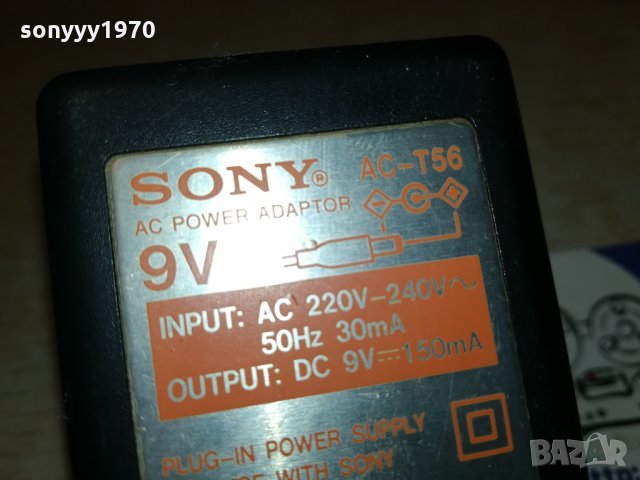 sonyyy1970
SONY®
AC-T56
AC POWER ADAPTOR
9V
INPUT: AC 220V-240V~
50Hz 30mA
OUTPUT: DC 9V⎓150mA
PLUG-IN POWER SUPPLY
WITH SONY
BAZAR